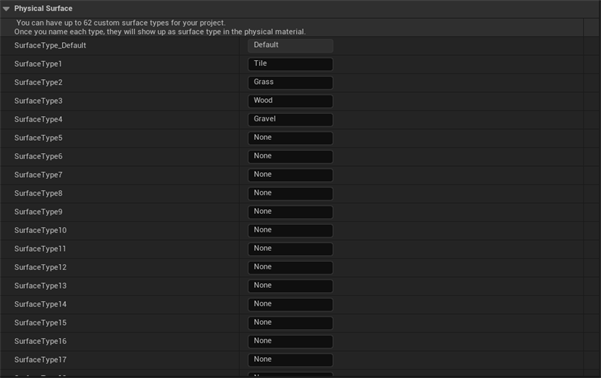 Physical Surface
You can have up to 62 custom surface types for your project.
Once you name each type, they will show up as surface type in the physical material.
SurfaceType_Default Default
SurfaceType1 Tile
SurfaceType2 Grass
SurfaceType3 Wood
SurfaceType4 Gravel
SurfaceType5 None
SurfaceType6 None
SurfaceType7 None
SurfaceType8 None
SurfaceType9 None
SurfaceType10 None
SurfaceType11 None
SurfaceType12 None
SurfaceType13 None
SurfaceType14 None
SurfaceType15 None
SurfaceType16 None
SurfaceType17 None